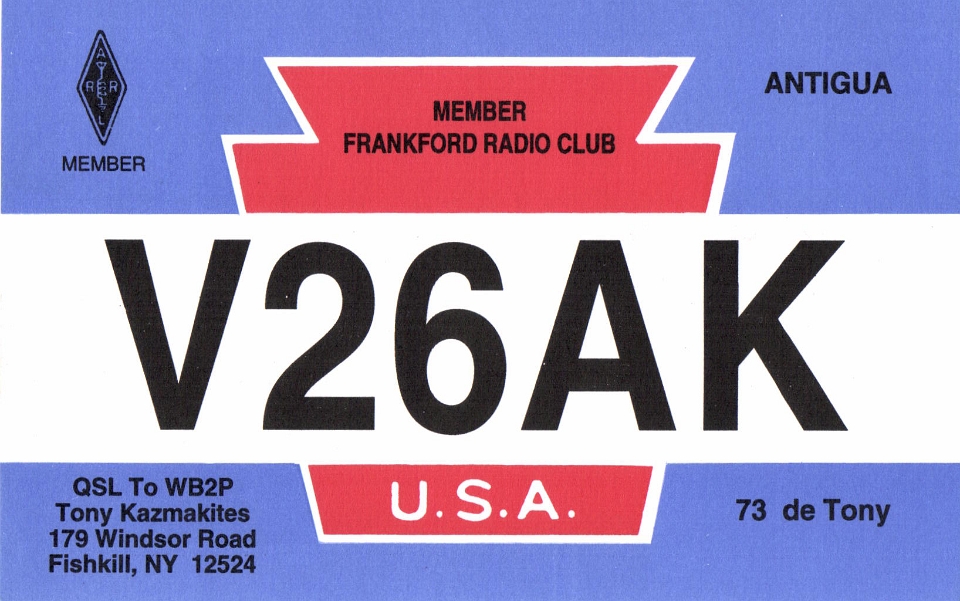 A
R R
L
MEMBER
MEMBER
FRANKFORD RADIO CLUB
ANTIGUA
V26AK
U.S.A.
QSL To WB2P
Tony Kazmakites
179 Windsor Road
Fishkill, NY 12524
73 de Tony